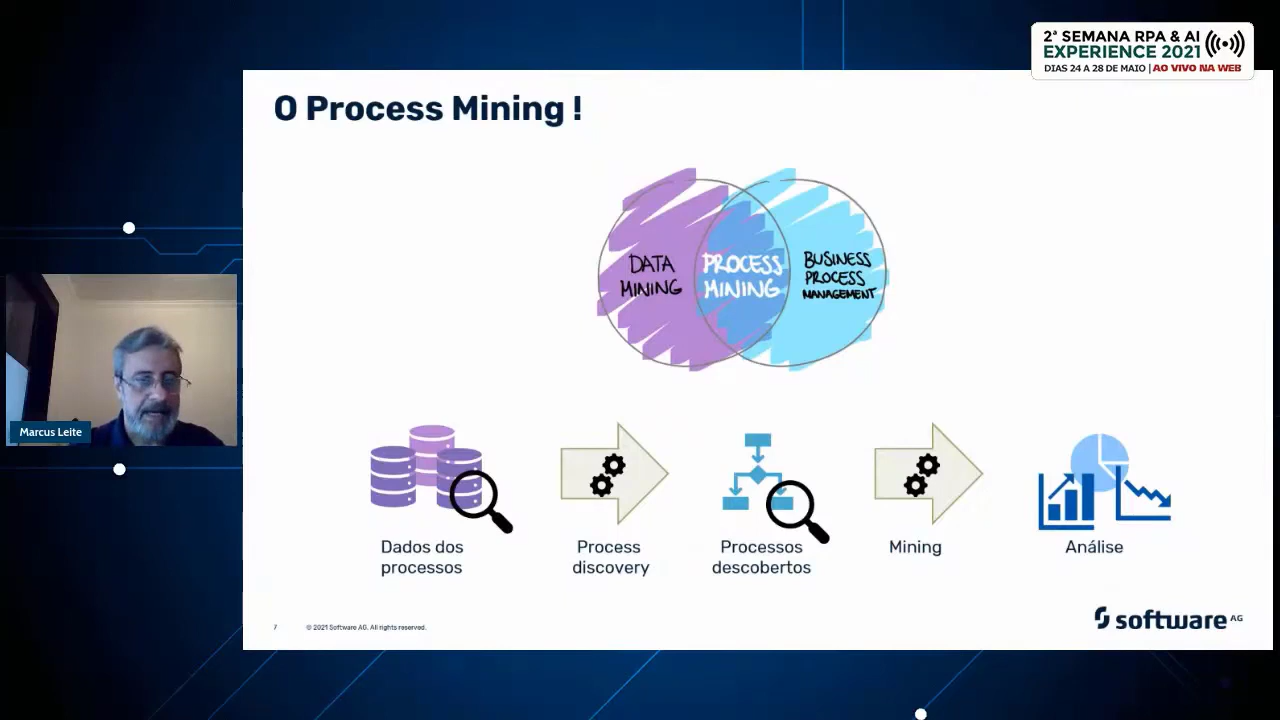 2ª SEMANA RPA & AI
EXPERIENCE 2021
DIAS 24 A 28 DE MAIO | AO VIVO NA WEB
O Process Mining !
DATA
MINING
PROCESS
MINING
BUSINESS
PROCESS
MANAGEMENT
Marcus Leite
Dados dos
processos
Process
discovery
Processos
descobertos
Mining
Análise
7
© 2021 Software AG. All rights reserved.
software AG